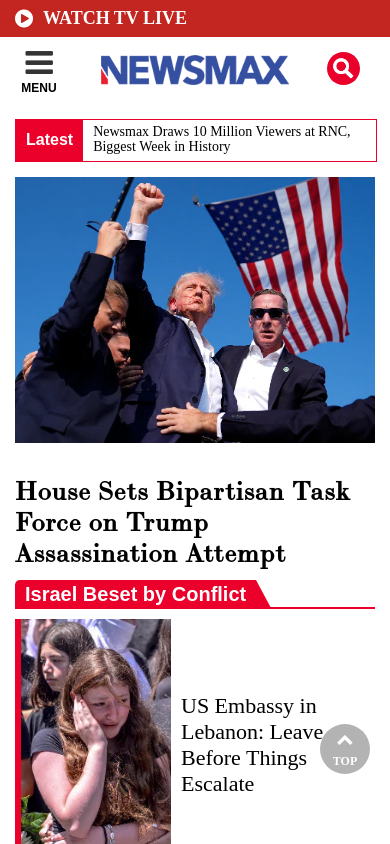 WATCH TV LIVE
MENU
NEWSMAX
Latest
Newsmax Draws 10 Million Viewers at RNC,
Biggest Week in History
House Sets Bipartisan Task
Force on Trump
Assassination Attempt
Israel Beset by Conflict
US Embassy in
Lebanon: Leave
Before Things
Escalate
TOP